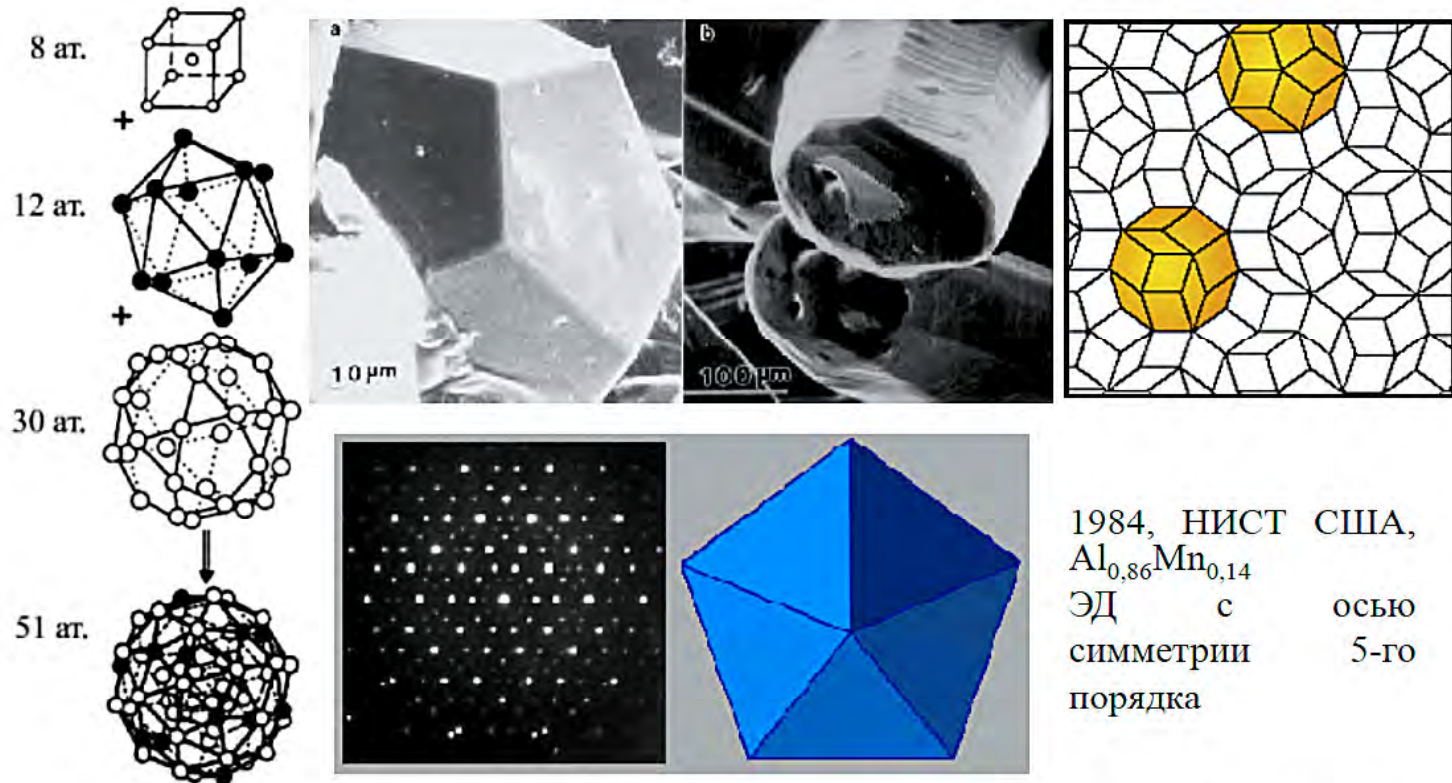 8 ат.
+
12 ат.
+
30 ат.
51 ат.
a
10 μm
b
100 μm
1984, НИСТ США,
Al0,86Mn0,14
ЭД с осью
симметрии 5-го
порядка